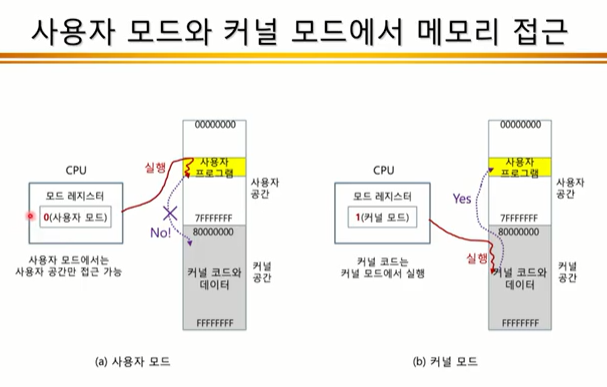 사용자 모드와 커널 모드에서 메모리 접근
00000000
CPU
실행
사용자
프로그램
모드 레지스터
0(사용자 모드)
사용자
공간
No!
7FFFFFFF
80000000
사용자 모드에서는
사용자 공간만 접근 가능
커널 코드와
데이터
커널
공간
FFFFFFFF
(a) 사용자 모드
00000000
CPU
사용자
프로그램
모드 레지스터
1(커널 모드)
Yes
사용자
공간
7FFFFFFF
80000000
커널 코드는
커널 모드에서 실행
실행
커널 코드와
데이터
커널
공간
FFFFFFFF
(b) 커널 모드